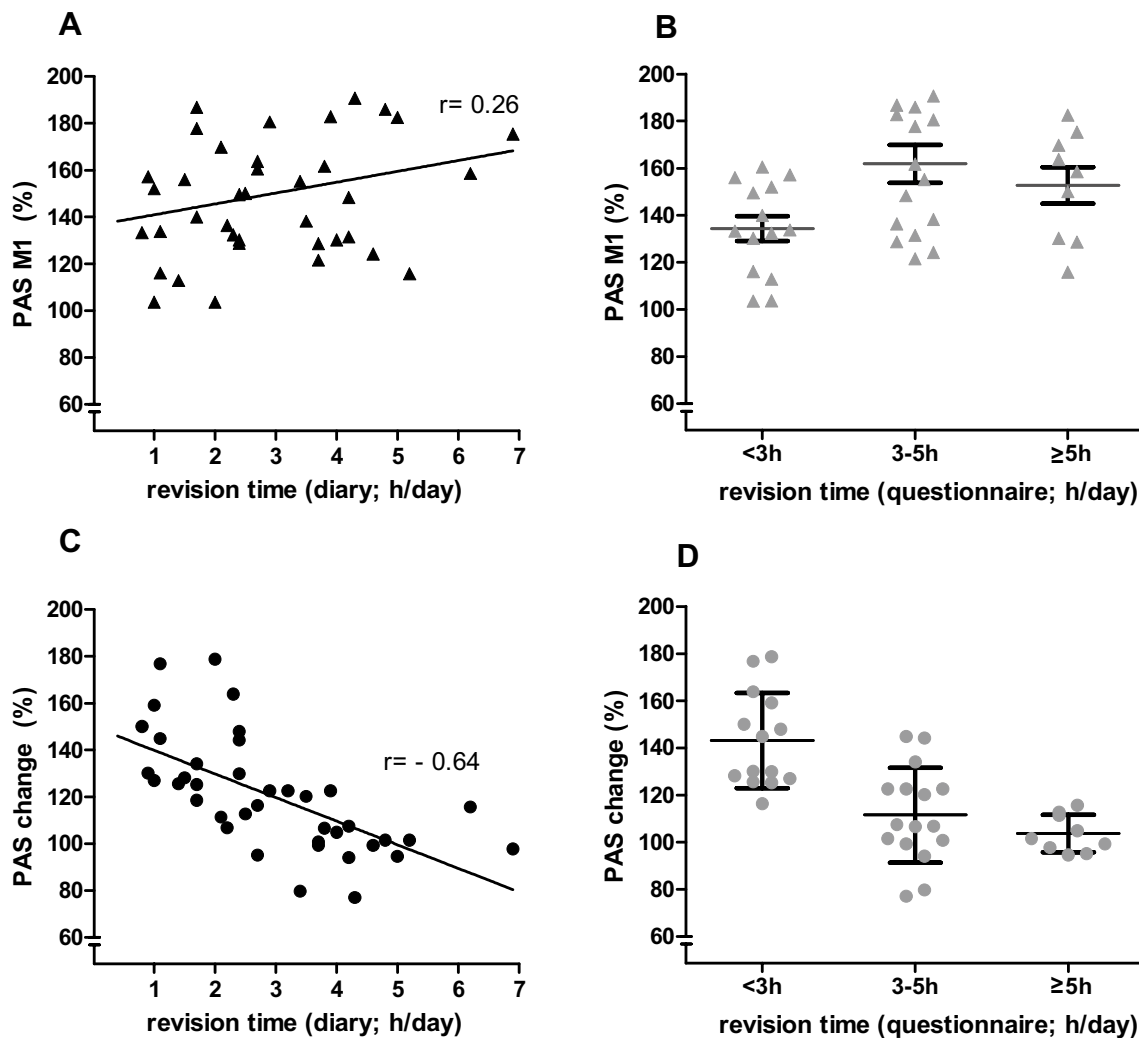 A
PAS M1 (%)
200
180
160
140
120
100
80
60
r= 0.26
1 2 3 4 5 6 7
revision time (diary; h/day)
B
PAS M1 (%)
200
180
160
140
120
100
80
60
<3h 3-5h ≥5h
revision time (questionnaire; h/day)
C
PAS change (%)
200
180
160
140
120
100
80
60
r= - 0.64
1 2 3 4 5 6 7
revision time (diary; h/day)
D
PAS change (%)
200
180
160
140
120
100
80
60
<3h 3-5h ≥5h
revision time (questionnaire; h/day)